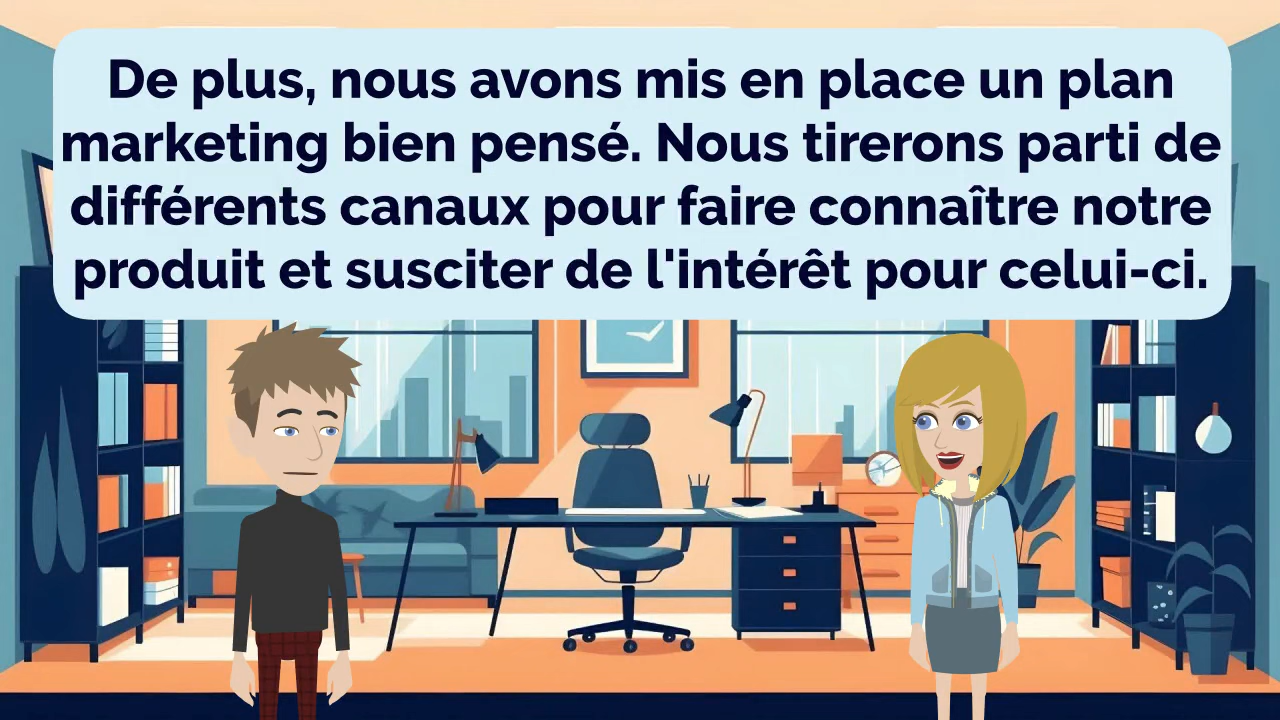 De plus, nous avons mis en place un plan
marketing bien pensé. Nous tirerons parti de
différents canaux pour faire connaître notre
produit et susciter de l'intérêt pour celui-ci.